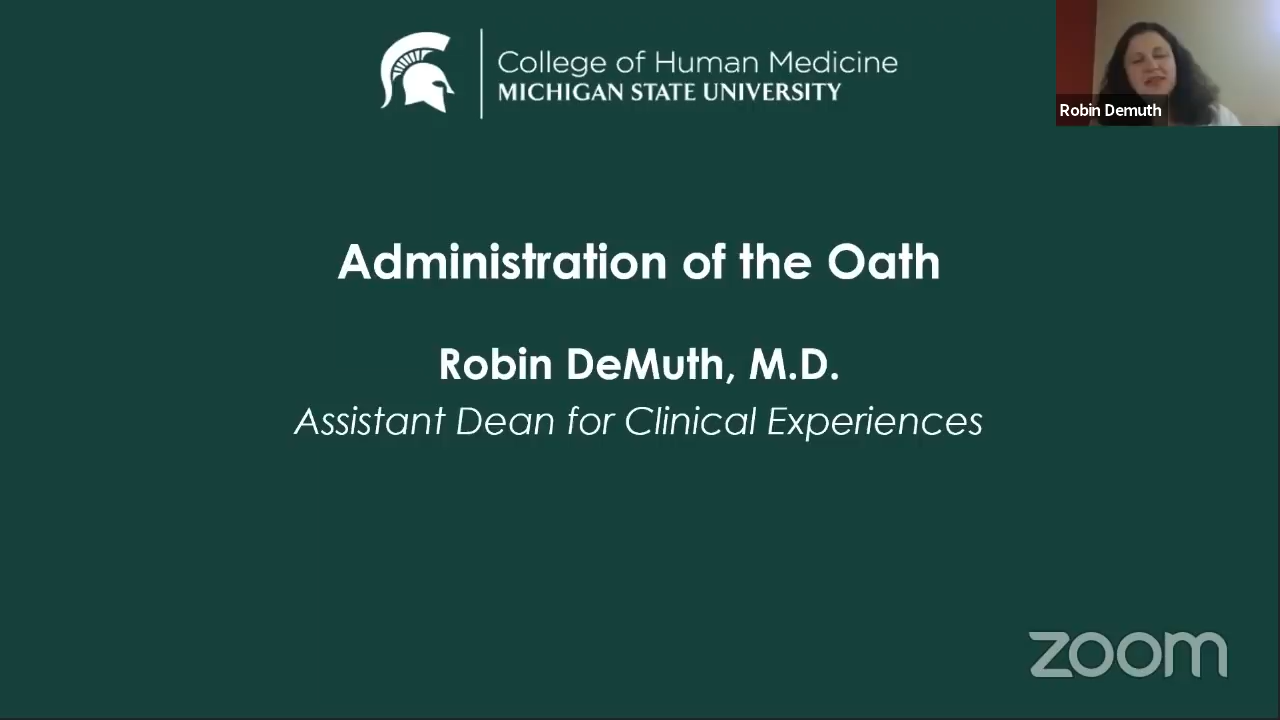 College of Human Medicine
MICHIGAN STATE UNIVERSITY
Robin Demuth
Administration of the Oath
Robin DeMuth, M.D.
Assistant Dean for Clinical Experiences
zoom